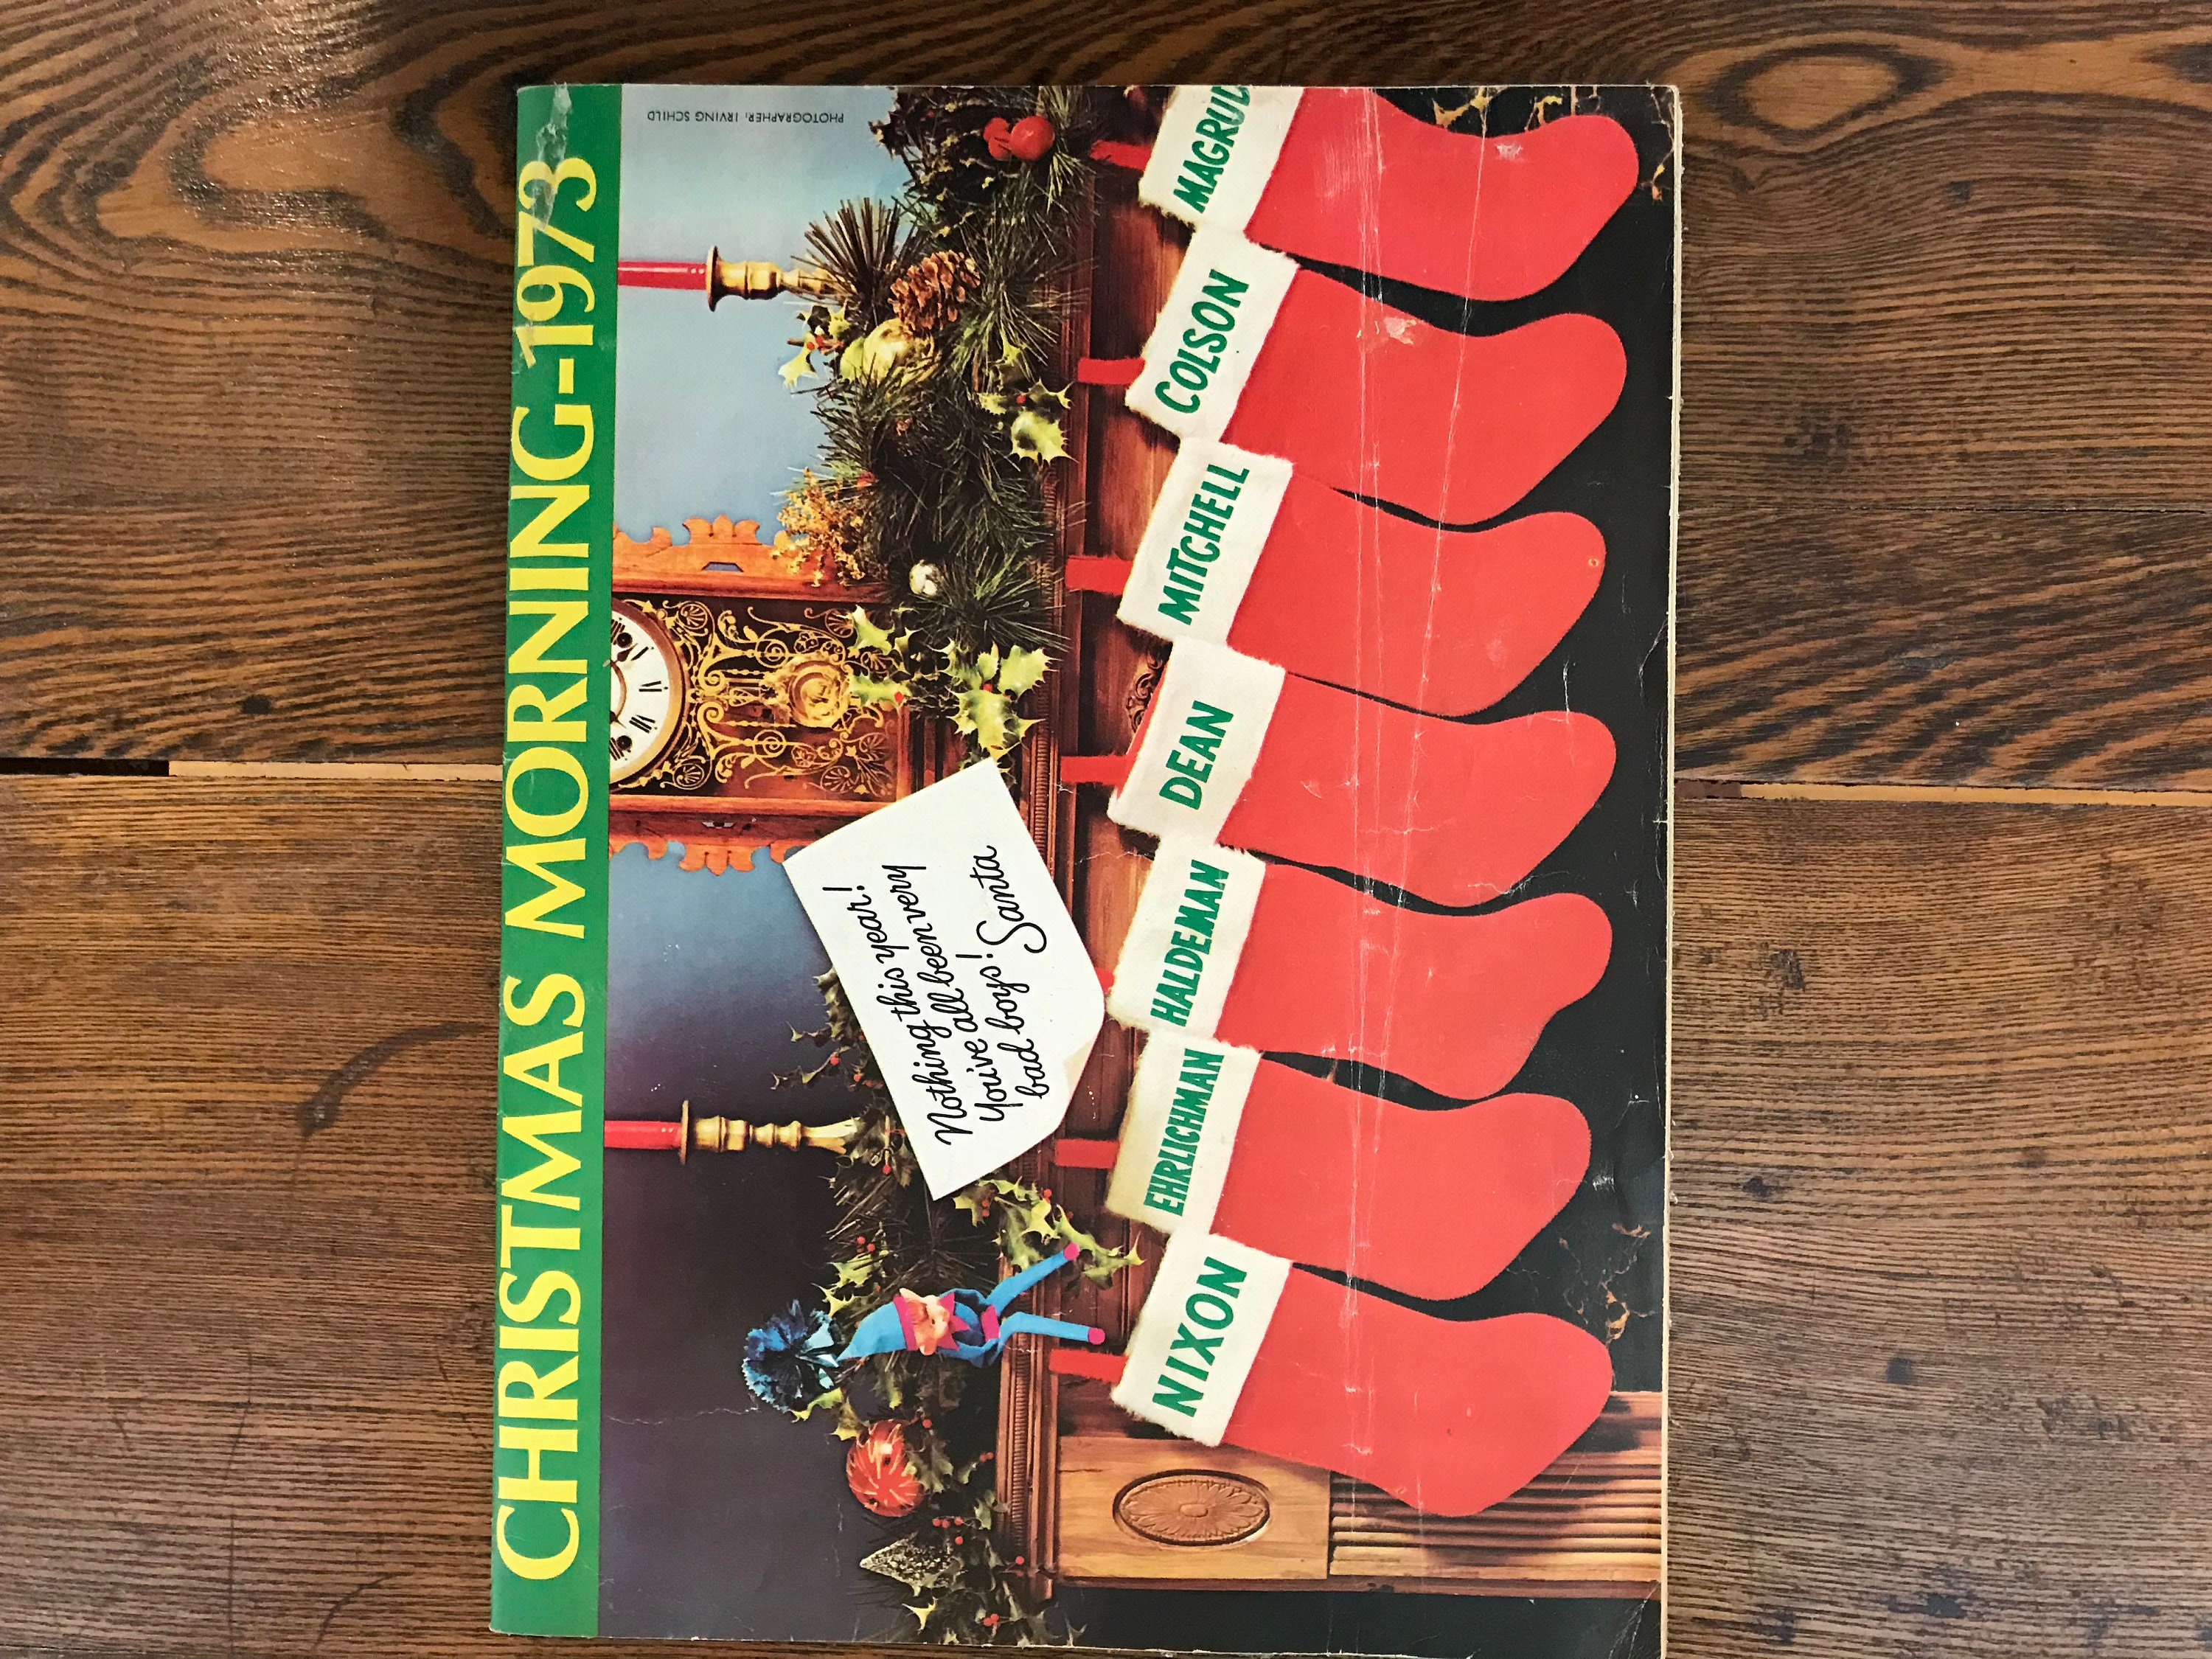 CHRISTMAS MORNING-1973
PHOTOGRAPHER: IRVING SCHILD
Nothing this year!
You've all been very
bad boys! Santa
NIXON
EHRLICHMAN
HALDEMAN
DEAN
MITCHELL
COLSON
MAGRUD